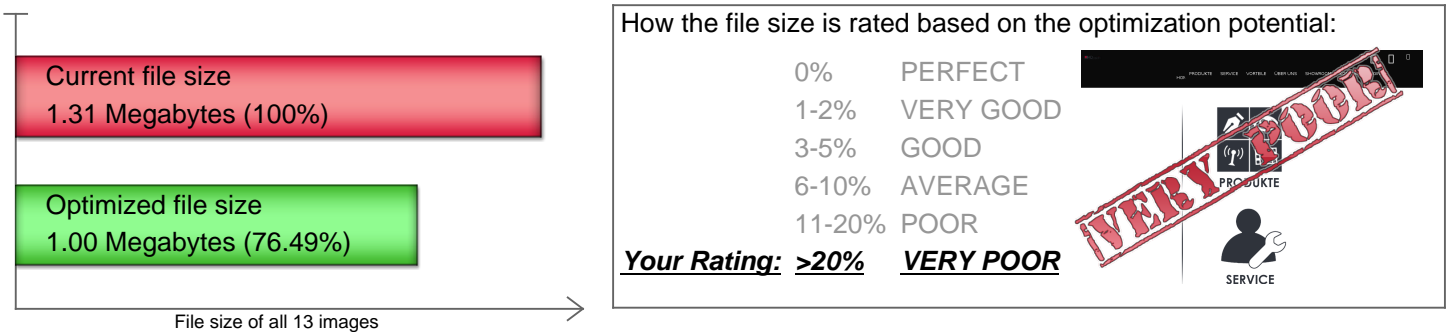 Current file size
1.31 Megabytes (100%)
Optimized file size
1.00 Megabytes (76.49%)
File size of all 13 images
How the file size is rated based on the optimization potential:
0% PERFECT
1-2% VERY GOOD
3-5% GOOD
6-10% AVERAGE
11-20% POOR
Your Rating: >20% VERY POOR
PRODUKTE SERVICE VORTEILE ÜBER UNS SHOWROOM
VERY POOR
PRODUKTE
SERVICE